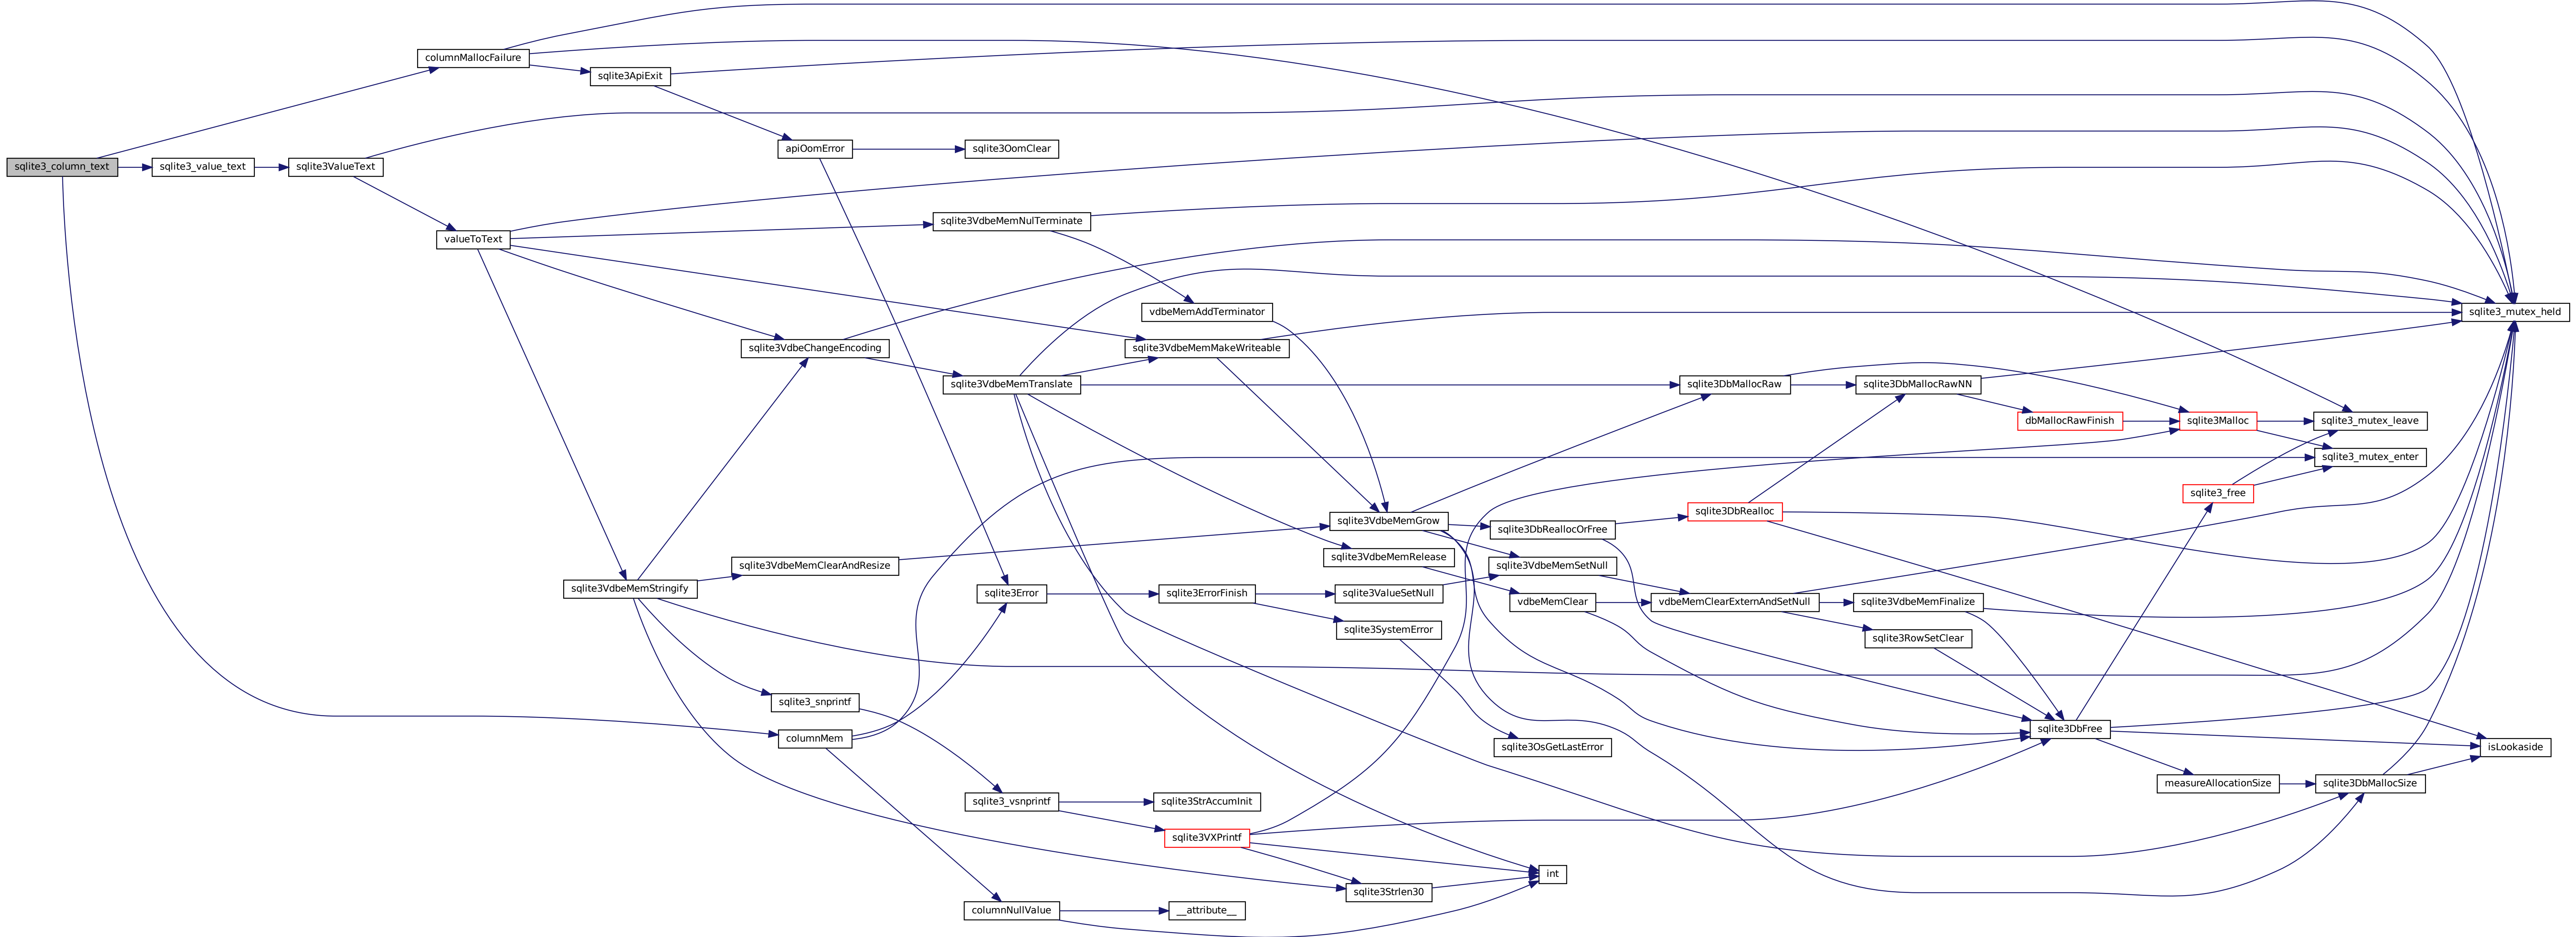 columnMallocFailure
sqlite3ApiExit
apiOomError
sqlite3OomClear
sqlite3_column_text
sqlite3_value_text
sqlite3ValueText
sqlite3VdbeMemNulTerminate
valueToText
vdbeMemAddTerminator
sqlite3_mutex_held
sqlite3VdbeChangeEncoding
sqlite3VdbeMemMakeWriteable
sqlite3VdbeMemTranslate
sqlite3DbMallocRaw
sqlite3DbMallocRawNN
dbMallocRawFinish
sqlite3Malloc
sqlite3_mutex_leave
sqlite3_mutex_enter
sqlite3_free
sqlite3DbRealloc
sqlite3VdbeMemGrow
sqlite3DbReallocOrFree
sqlite3VdbeMemRelease
sqlite3VdbeMemClearAndResize
sqlite3VdbeMemSetNull
sqlite3VdbeMemStringify
sqlite3Error
sqlite3ErrorFinish
sqlite3ValueSetNull
vdbeMemClear
vdbeMemClearExternAndSetNull
sqlite3VdbeMemFinalize
sqlite3SystemError
sqlite3RowSetClear
sqlite3_snprintf
columnMem
sqlite3OsGetLastError
sqlite3DbFree
isLookaside
measureAllocationSize
sqlite3DbMallocSize
sqlite3_vsnprintf
sqlite3StrAccumInit
sqlite3VXPrintf
int
sqlite3Strlen30
columnNullValue
__attribute__